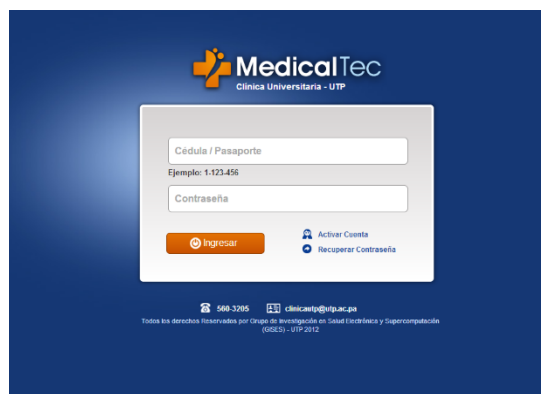 MedicalTec
Clínica Universitaria - UTP
Cédula / Pasaporte
Ejemplo: 1-123-456
Contraseña
Ingresar
Activar Cuenta
Recuperar Contraseña
560-3205 clinicautp@utp.ac.pa
Todos los derechos Reservados por Grupo de Investigación en Salud Electrónica y Supercomputación
(GISES) - UTP 2012